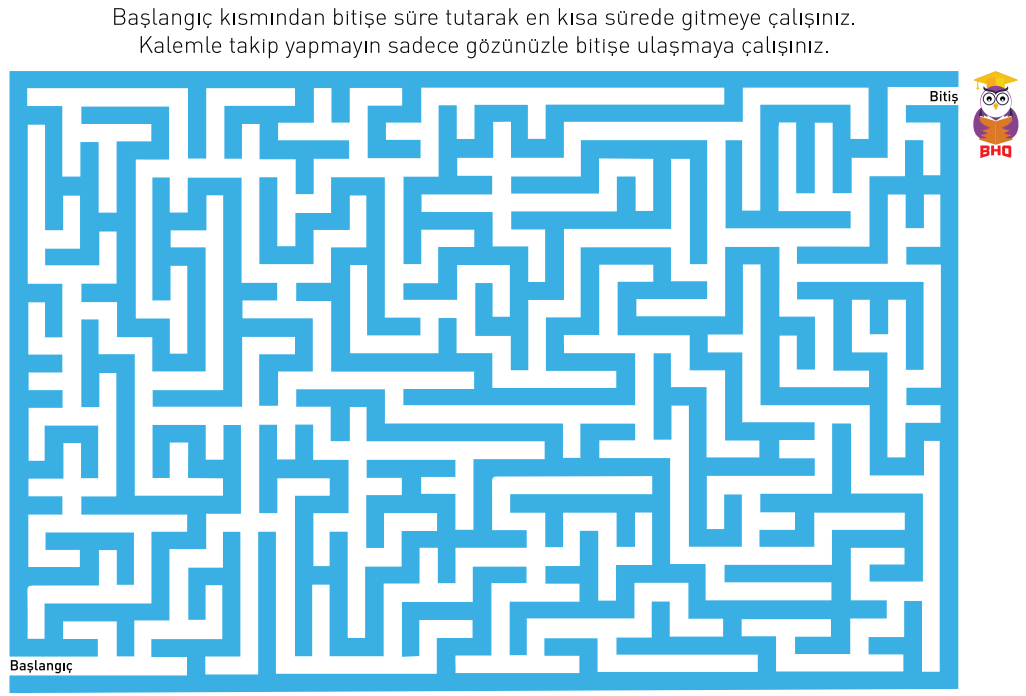 Başlangıç kısmından bitişe süre tutarak en kısa sürede gitmeye çalışınız.
Kalemle takip yapmayın sadece gözünüzle bitişe ulaşmaya çalışınız.
Bitiş
BHO
Başlangıç